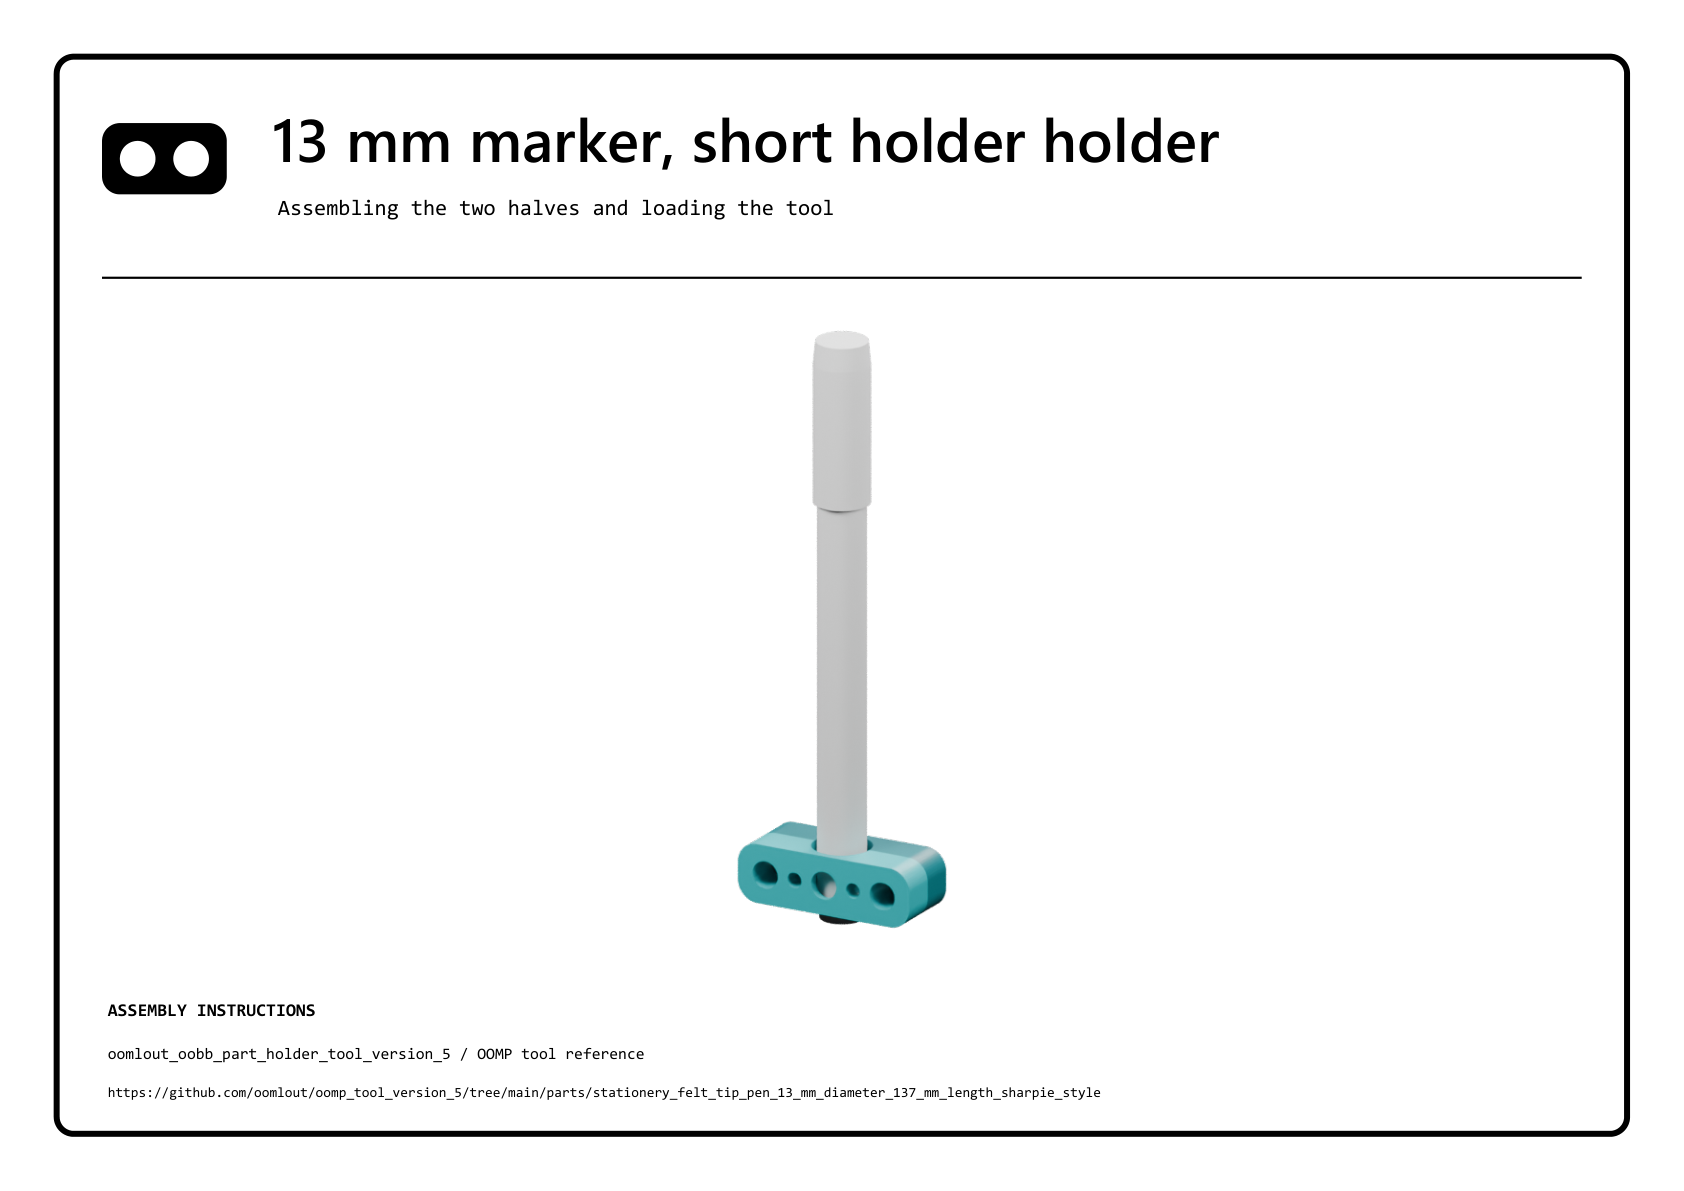 13 mm marker, short holder holder
Assembling the two halves and loading the tool
ASSEMBLY INSTRUCTIONS
oomlout_oobb_part_holder_tool_version_5 / OOMP tool reference
https://github.com/oomlout/oomp_tool_version_5/tree/main/parts/stationery_felt_tip_pen_13_mm_diameter_137_mm_length_sharpie_style